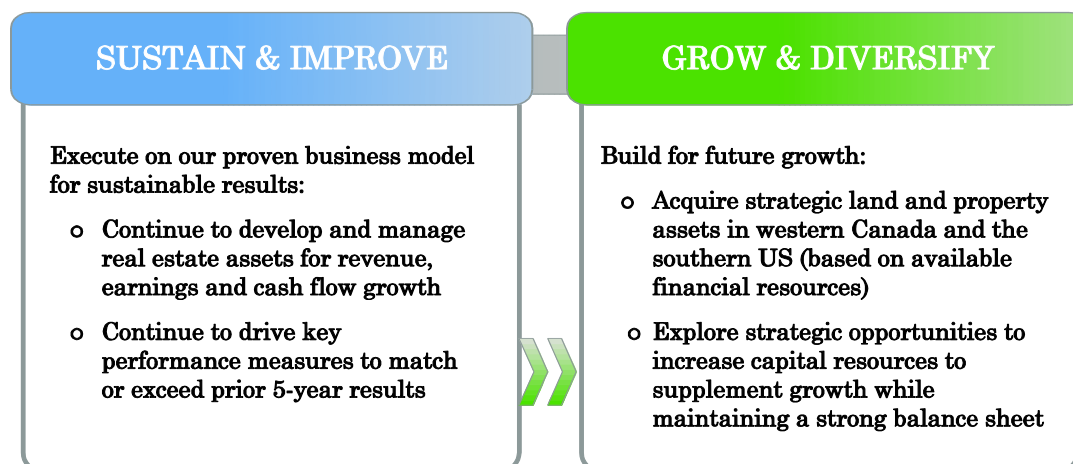 SUSTAIN & IMPROVE
Execute on our proven business model
for sustainable results:
o Continue to develop and manage
real estate assets for revenue,
earnings and cash flow growth
o Continue to drive key
performance measures to match
or exceed prior 5-year results
GROW & DIVERSIFY
Build for future growth:
o Acquire strategic land and property
assets in western Canada and the
southern US (based on available
financial resources)
o Explore strategic opportunities to
increase capital resources to
supplement growth while
maintaining a strong balance sheet